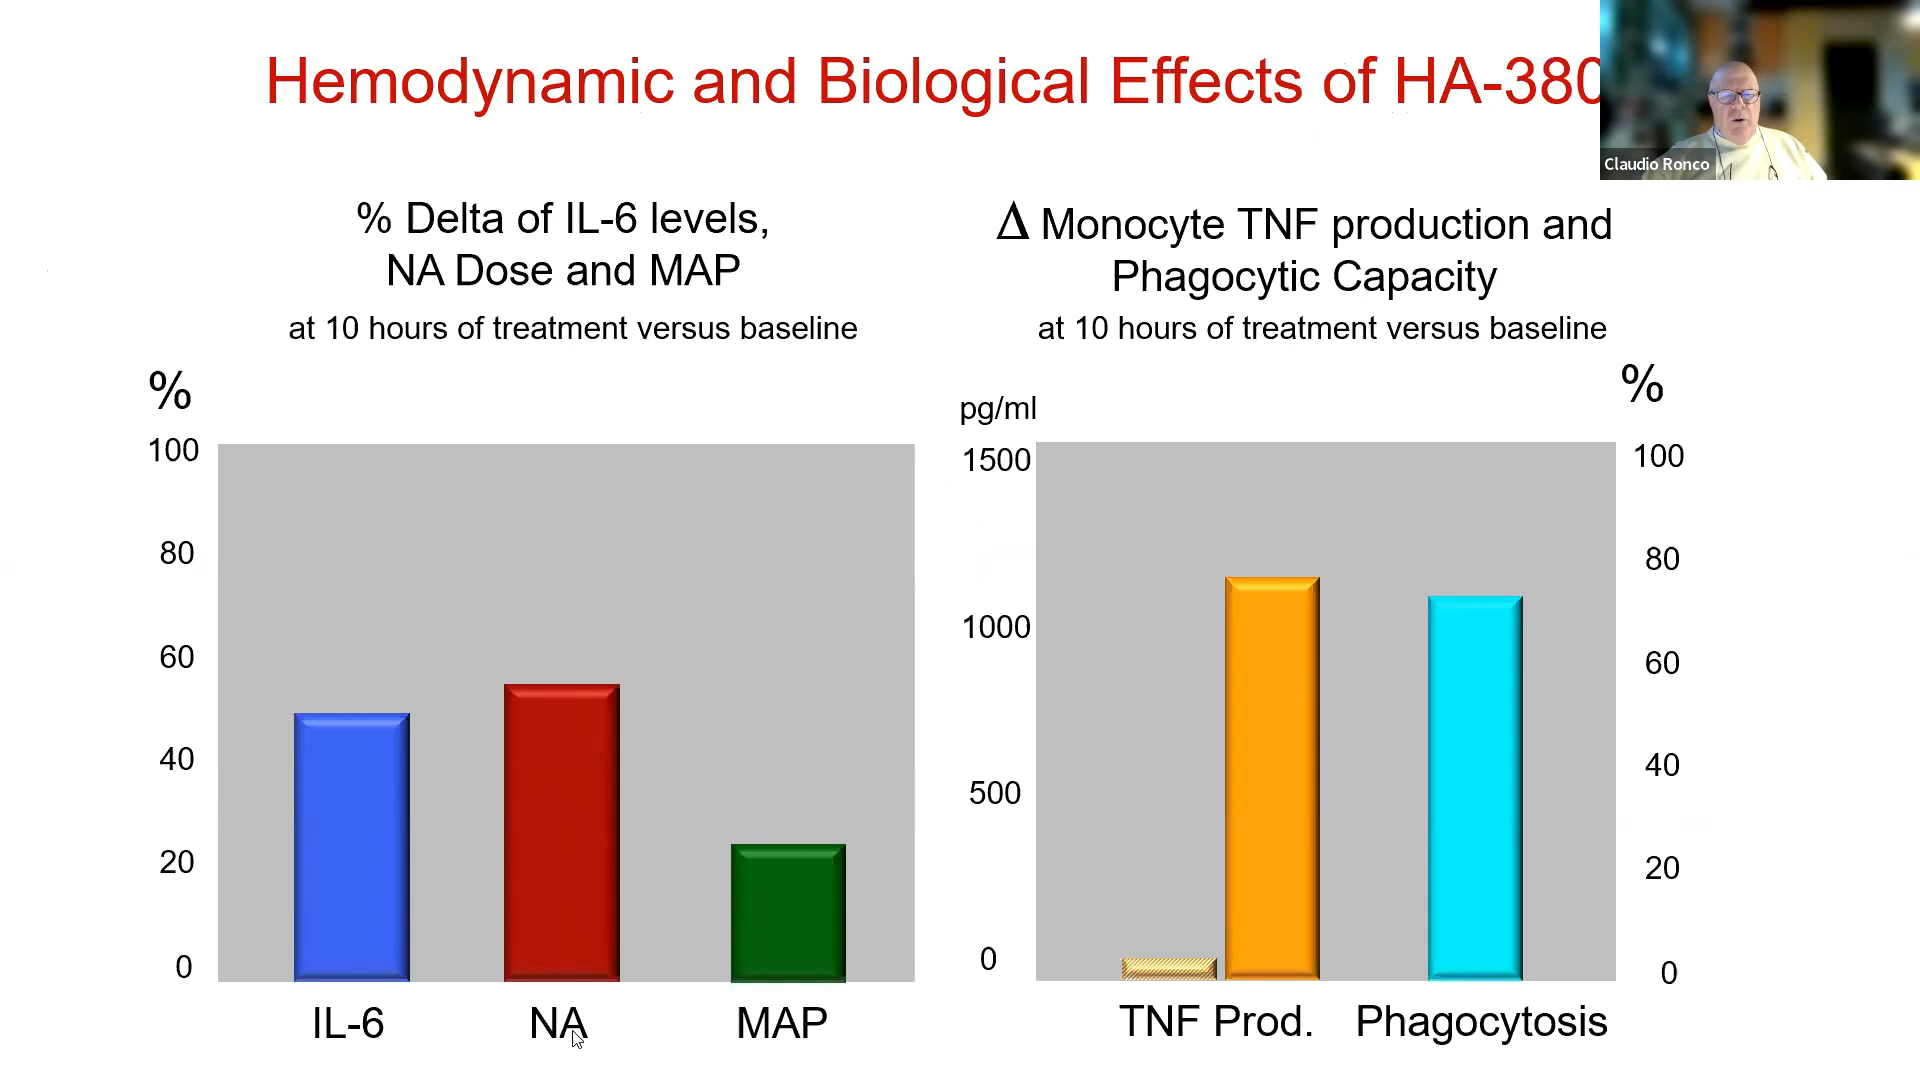 Hemodynamic and Biological Effects of HA-380
Claudio Ronco
% Delta of IL-6 levels,
NA Dose and MAP
at 10 hours of treatment versus baseline
Δ Monocyte TNF production and
Phagocytic Capacity
at 10 hours of treatment versus baseline
%
100
80
60
40
20
0
IL-6
NA
MAP
pg/ml
1500
1000
500
0
%
100
80
60
40
20
0
TNF Prod.
Phagocytosis